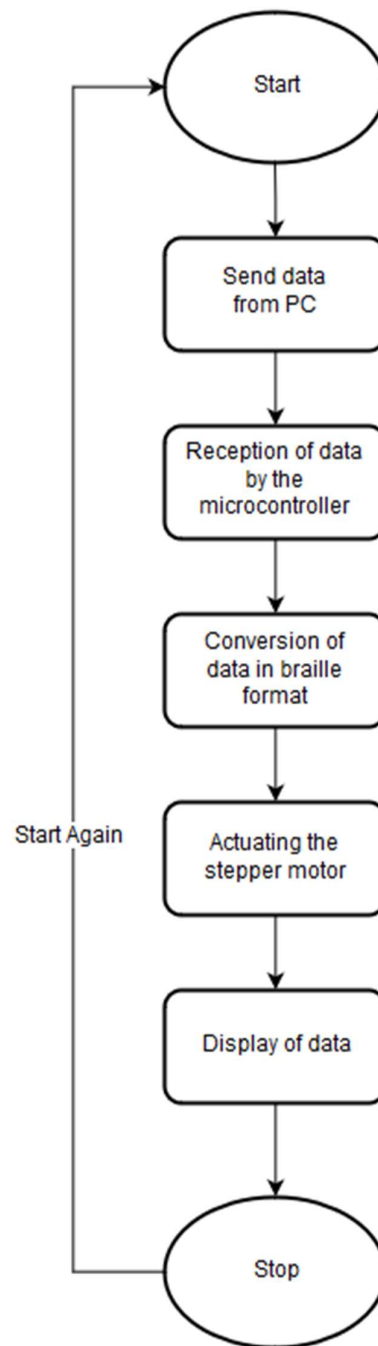 Start
Send data
from PC
Reception of data
by the
microcontroller
Conversion of
data in braille
format
Start Again
Actuating the
stepper motor
Display of data
Stop